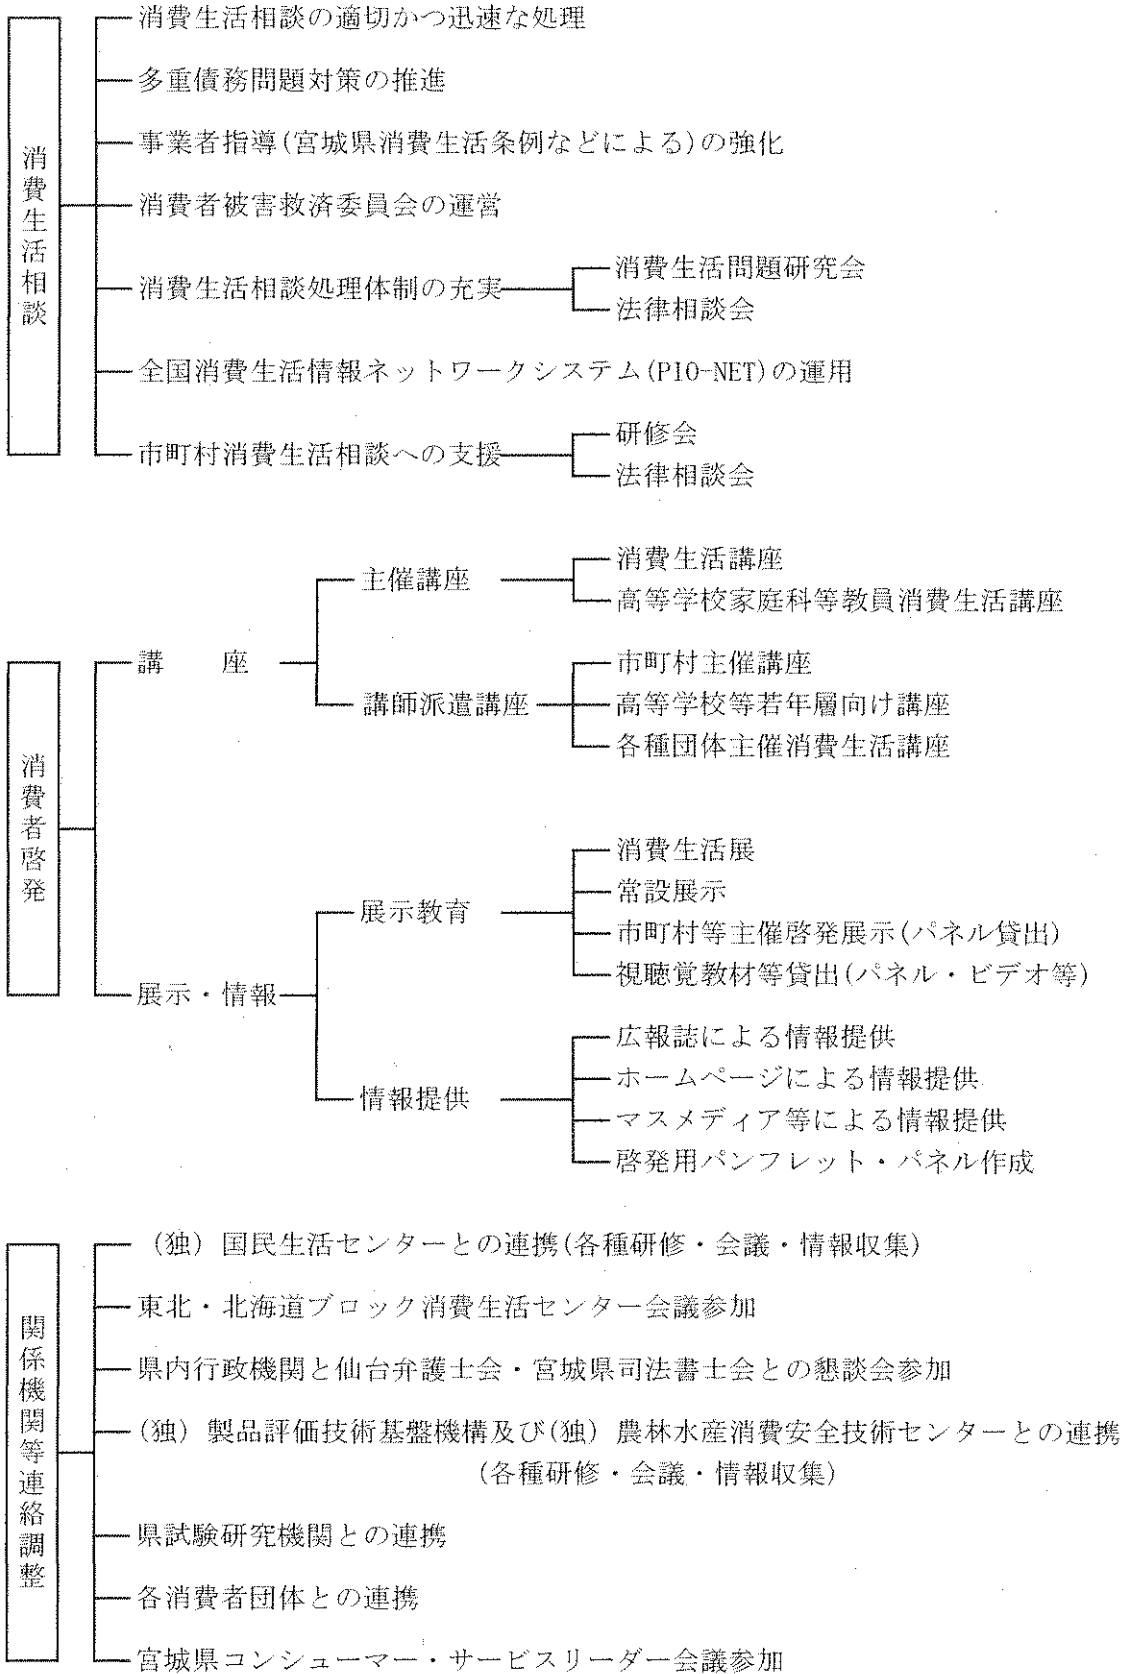 消費生活相談
消費生活相談の適切かつ迅速な処理
多重債務問題対策の推進
事業者指導(宮城県消費生活条例などによる)の強化
消費者被害救済委員会の運営
消費生活相談処理体制の充実
消費生活問題研究会
法律相談会
全国消費生活情報ネットワークシステム(PIO-NET)の運用
市町村消費生活相談への支援
研修会
法律相談会
消費者啓発
講　　座
主催講座
消費生活講座
高等学校家庭科等教員消費生活講座
講師派遣講座
市町村主催講座
高等学校等若年層向け講座
各種団体主催消費生活講座
展示・情報
展示教育
消費生活展
常設展示
市町村等主催啓発展示(パネル貸出)
視聴覚教材等貸出(パネル・ビデオ等)
情報提供
広報誌による情報提供
ホームページによる情報提供
マスメディア等による情報提供
啓発用パンフレット・パネル作成
関係機関等連絡調整
(独) 国民生活センターとの連携(各種研修・会議・情報収集)
東北・北海道ブロック消費生活センター会議参加
県内行政機関と仙台弁護士会・宮城県司法書士会との懇談会参加
(独) 製品評価技術基盤機構及び(独) 農林水産消費安全技術センターとの連携
(各種研修・会議・情報収集)
県試験研究機関との連携
各消費者団体との連携
宮城県コンシューマー・サービスリーダー会議参加